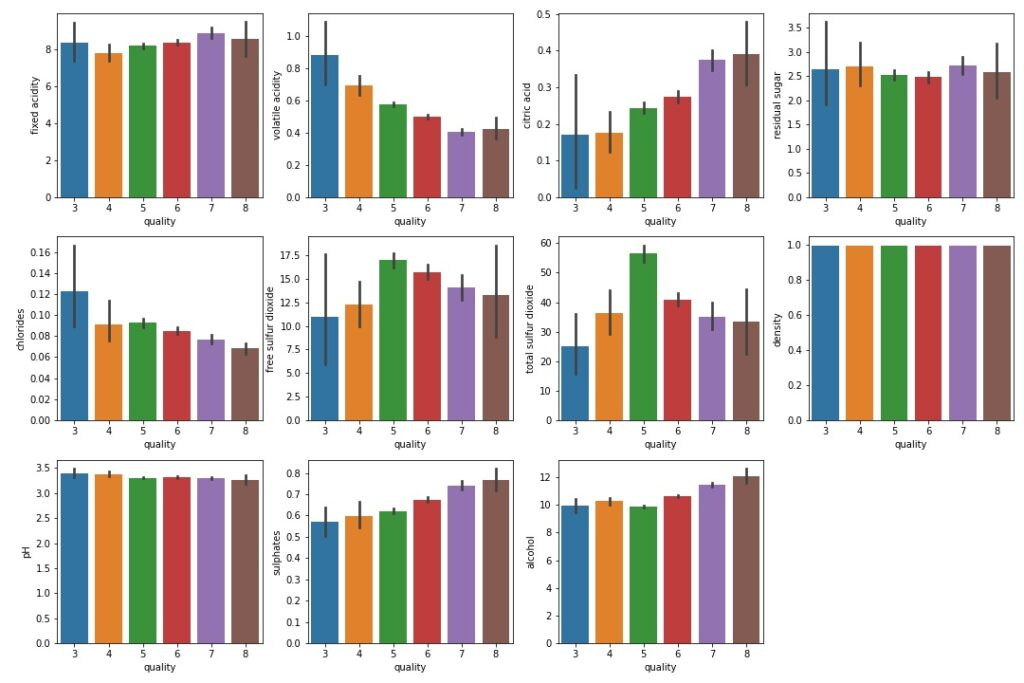 fixed acidity
8
6
4
2
0
3 4 5 6 7 8
quality
volatile acidity
1.0
0.8
0.6
0.4
0.2
0.0
3 4 5 6 7 8
quality
citric acid
0.5
0.4
0.3
0.2
0.1
0.0
3 4 5 6 7 8
quality
residual sugar
3.5
3.0
2.5
2.0
1.5
1.0
0.5
0.0
3 4 5 6 7 8
quality
chlorides
0.16
0.14
0.12
0.10
0.08
0.06
0.04
0.02
0.00
3 4 5 6 7 8
quality
free sulfur dioxide
17.5
15.0
12.5
10.0
7.5
5.0
2.5
0.0
3 4 5 6 7 8
quality
total sulfur dioxide
60
50
40
30
20
10
0
3 4 5 6 7 8
quality
density
1.0
0.8
0.6
0.4
0.2
0.0
3 4 5 6 7 8
quality
pH
3.5
3.0
2.5
2.0
1.5
1.0
0.5
0.0
3 4 5 6 7 8
quality
sulphates
0.8
0.7
0.6
0.5
0.4
0.3
0.2
0.1
0.0
3 4 5 6 7 8
quality
alcohol
12
10
8
6
4
2
0
3 4 5 6 7 8
quality